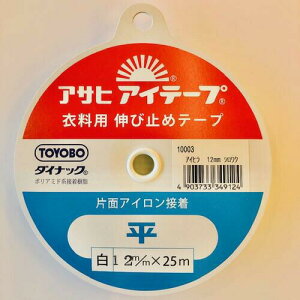 アサヒ アイテープ®
衣料用 伸び止めテープ
TOYOBO
ダイナック®
ポリアミド系接着樹脂
10003
アイヒラ 12mm シロワク
4 903733 349124
片面アイロン接着
平
白 12m/m×25m